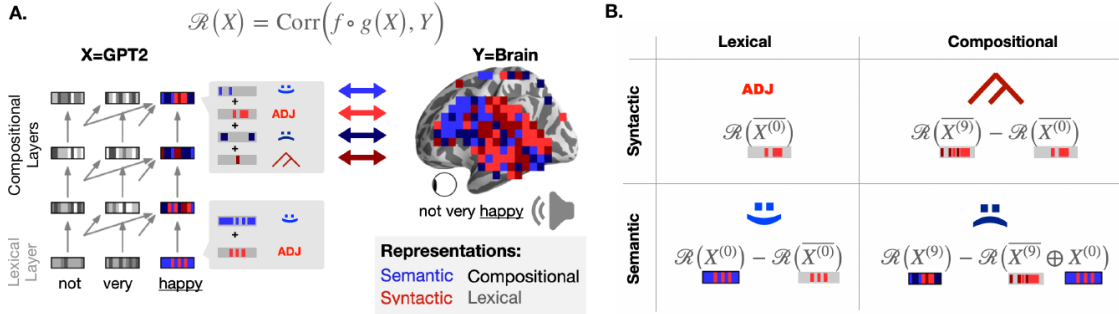 A.
ℛ(X) = Corr(f ∘ g(X), Y)
X=GPT2
Y=Brain
Compositional
Layers
Lexical
Layer
+
ADJ
+
+
+
ADJ
not very happy
not very happy
Representations:
Semantic Compositional
Syntactic Lexical
B.
Lexical Compositional
Syntactic
ADJ
ℛ(X̅⁽⁰⁾) ℛ(X̅⁽⁹⁾) − ℛ(X̅⁽⁰⁾)
Semantic
ℛ(X⁽⁰⁾) − ℛ(X̅⁽⁰⁾) ℛ(X⁽⁹⁾) − ℛ(X̅⁽⁹⁾ ⊕ X⁽⁰⁾)